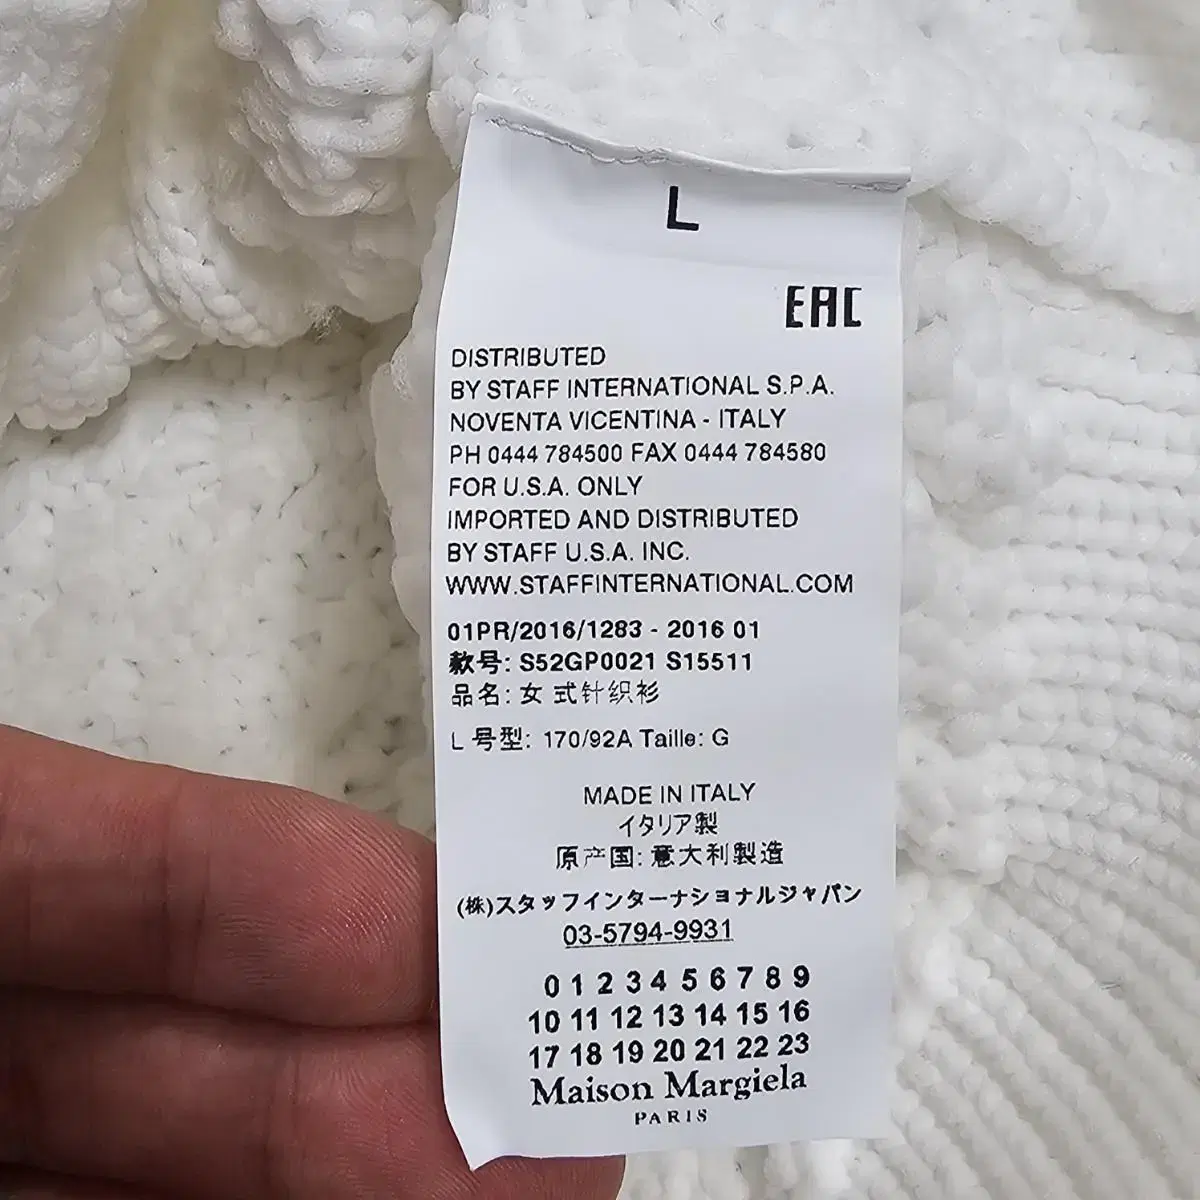 L
EAC
DISTRIBUTED
BY STAFF INTERNATIONAL S.P.A.
NOVENTA VICENTINA - ITALY
PH 0444 784500 FAX 0444 784580
FOR U.S.A. ONLY
IMPORTED AND DISTRIBUTED
BY STAFF U.S.A. INC.
WWW.STAFFINTERNATIONAL.COM
01PR/2016/1283 - 2016 01
款号: S52GP0021 S15511
品名: 女 式针织衫
L 号型: 170/92A Taille: G
MADE IN ITALY
イタリア製
原产国: 意大利製造
(株)スタッフインターナショナルジャパン
03-5794-9931
0 1 2 3 4 5 6 7 8 9
10 11 12 13 14 15 16
17 18 19 20 21 22 23
Maison Margiela
PARIS